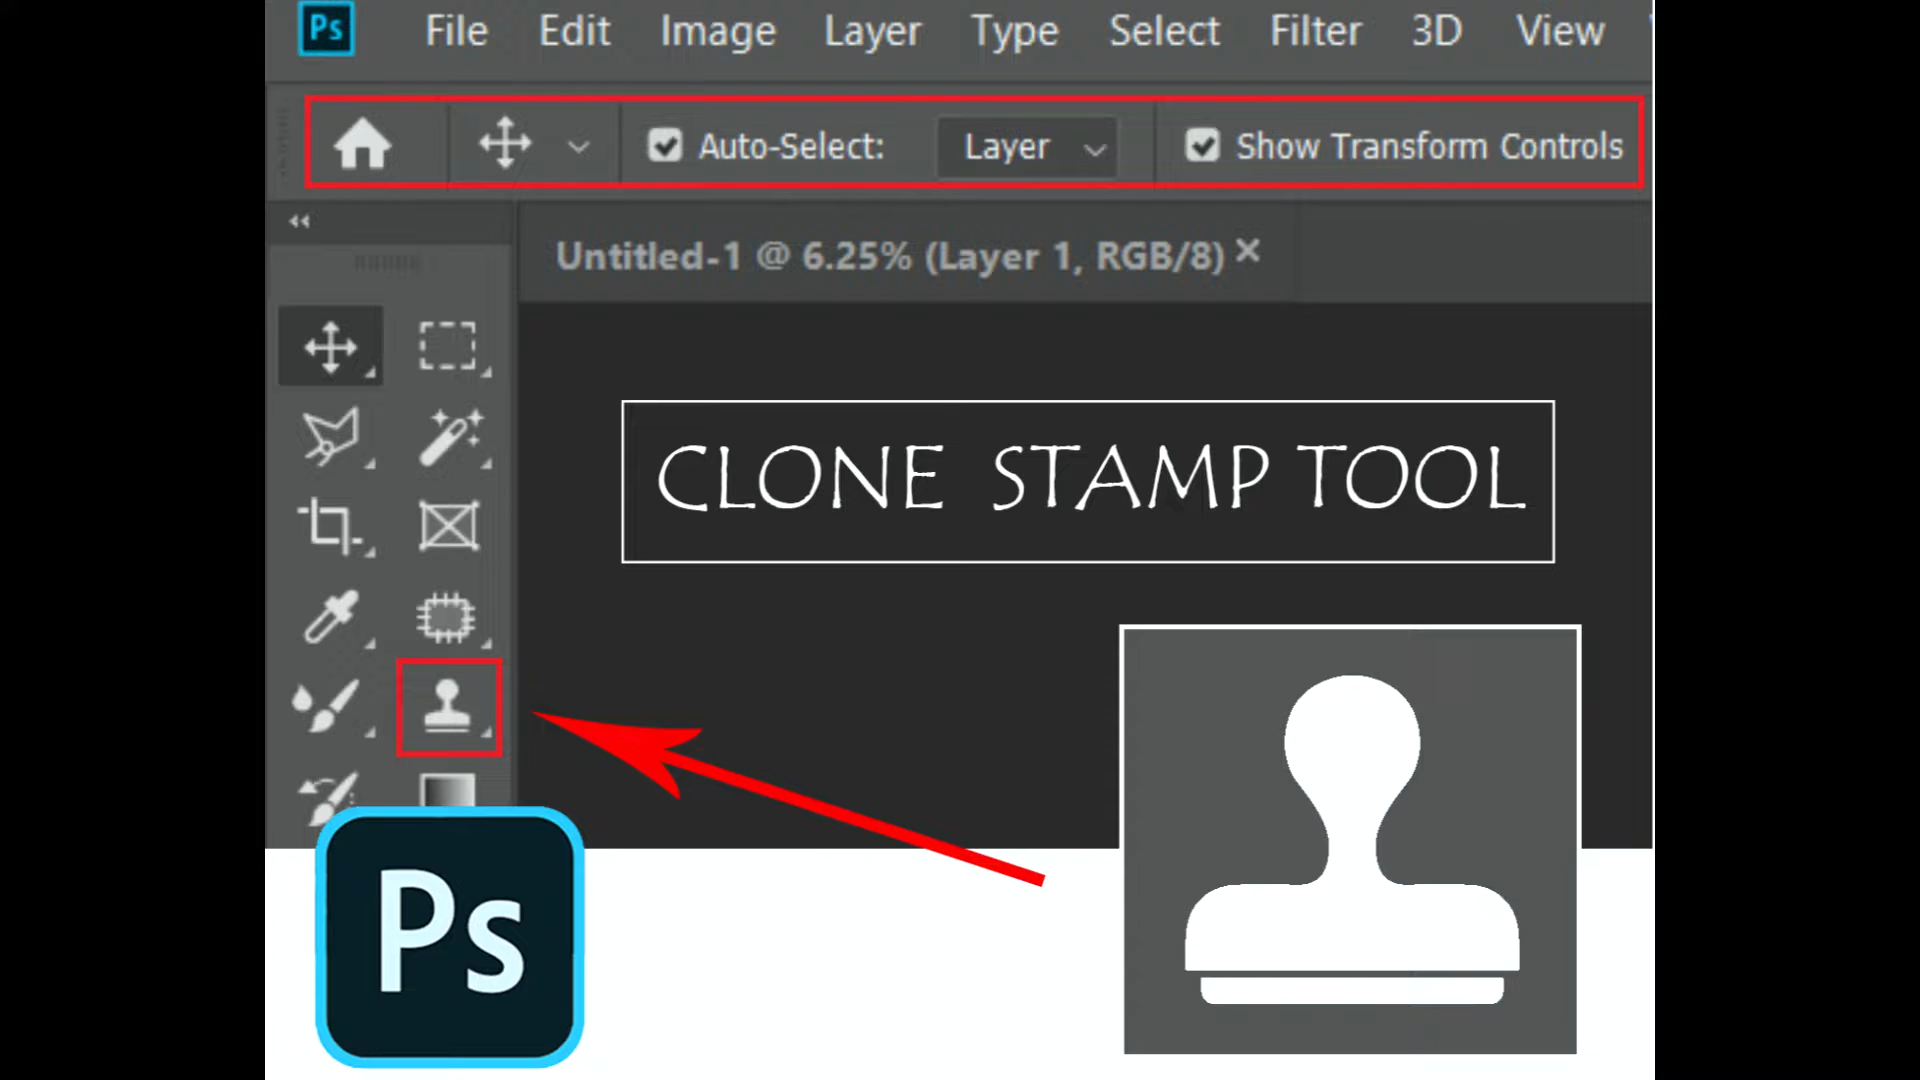 Ps File Edit Image Layer Type Select Filter 3D View
Auto-Select: Layer Show Transform Controls
Untitled-1 @ 6.25% (Layer 1, RGB/8) ×
CLONE STAMP TOOL
Ps